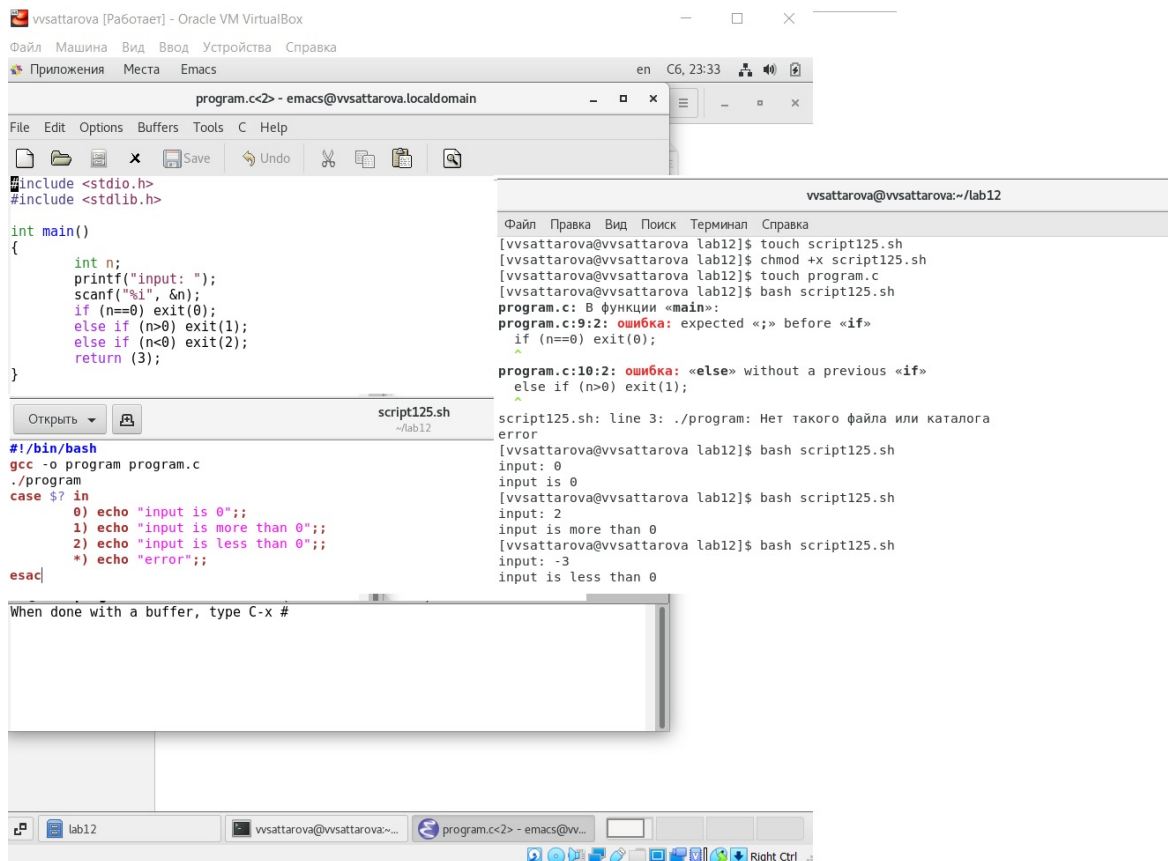 vvsattarova [Работает] - Oracle VM VirtualBox
Файл Машина Вид Ввод Устройства Справка
Приложения Места Emacs en Сб, 23:33
program.c<2> - emacs@vvsattarova.localdomain
File Edit Options Buffers Tools C Help
Save Undo
#include <stdio.h>
#include <stdlib.h>
int main()
{
int n;
printf("input: ");
scanf("%i", &n);
if (n==0) exit(0);
else if (n>0) exit(1);
else if (n<0) exit(2);
return (3);
}
Открыть
script125.sh
~/lab12
#!/bin/bash
gcc -o program program.c
./program
case $? in
0) echo "input is 0";;
1) echo "input is more than 0";;
2) echo "input is less than 0";;
*) echo "error";;
esac
When done with a buffer, type C-x #
vvsattarova@vvsattarova:~/lab12
Файл Правка Вид Поиск Терминал Справка
[vvsattarova@vvsattarova lab12]$ touch script125.sh
[vvsattarova@vvsattarova lab12]$ chmod +x script125.sh
[vvsattarova@vvsattarova lab12]$ touch program.c
[vvsattarova@vvsattarova lab12]$ bash script125.sh
program.c: В функции «main»:
program.c:9:2: ошибка: expected «;» before «if»
if (n==0) exit(0);
^
program.c:10:2: ошибка: «else» without a previous «if»
else if (n>0) exit(1);
^
script125.sh: line 3: ./program: Нет такого файла или каталога
error
[vvsattarova@vvsattarova lab12]$ bash script125.sh
input: 0
input is 0
[vvsattarova@vvsattarova lab12]$ bash script125.sh
input: 2
input is more than 0
[vvsattarova@vvsattarova lab12]$ bash script125.sh
input: -3
input is less than 0
lab12 vvsattarova@vvsattarova:~... program.c<2> - emacs@vv...
Right Ctrl